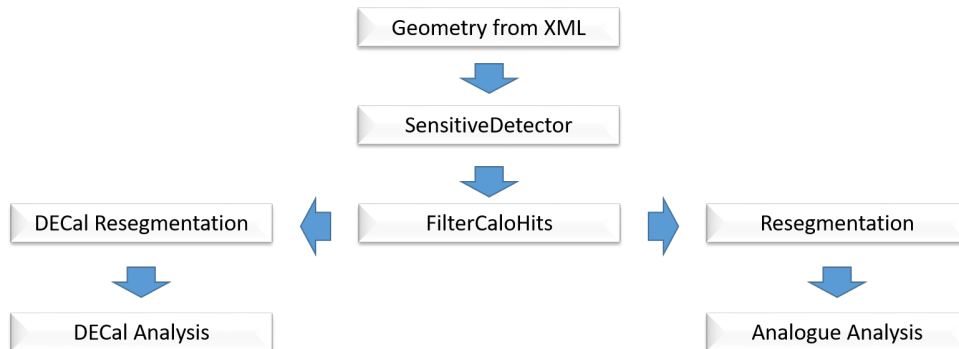 Geometry from XML
SensitiveDetector
DECal Resegmentation
FilterCaloHits
Resegmentation
DECal Analysis
Analogue Analysis